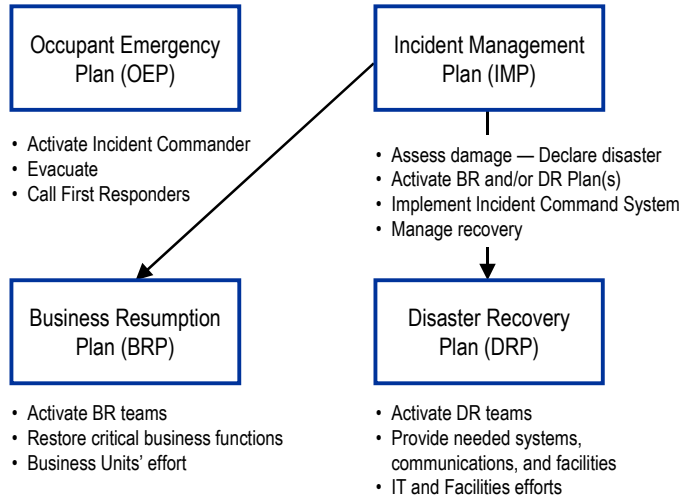 Occupant Emergency
Plan (OEP)
• Activate Incident Commander
• Evacuate
• Call First Responders
Incident Management
Plan (IMP)
• Assess damage — Declare disaster
• Activate BR and/or DR Plan(s)
• Implement Incident Command System
• Manage recovery
Business Resumption
Plan (BRP)
• Activate BR teams
• Restore critical business functions
• Business Units’ effort
Disaster Recovery
Plan (DRP)
• Activate DR teams
• Provide needed systems,
communications, and facilities
• IT and Facilities efforts